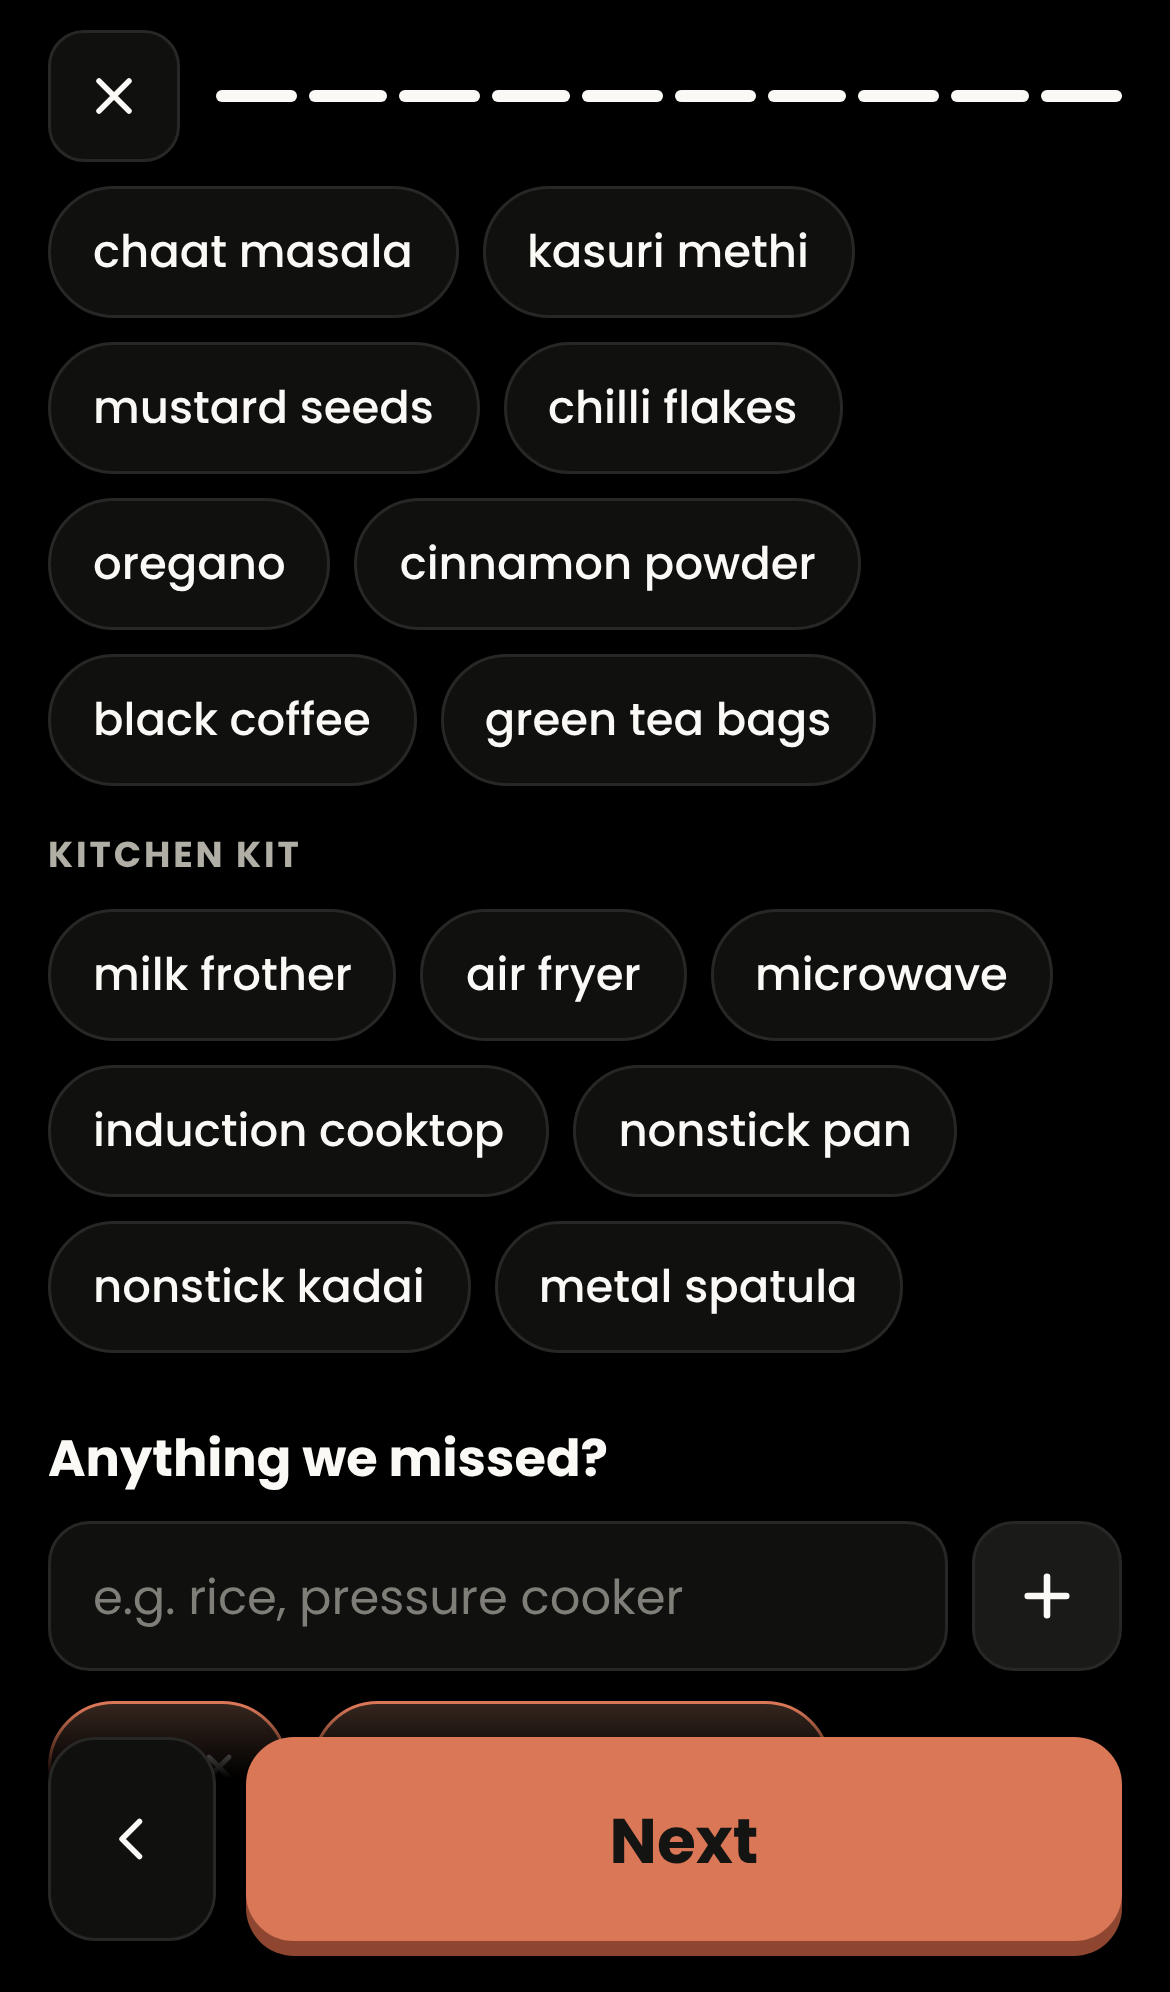 chaat masala kasuri methi
mustard seeds chilli flakes
oregano cinnamon powder
black coffee green tea bags
KITCHEN KIT
milk frother air fryer microwave
induction cooktop nonstick pan
nonstick kadai metal spatula
Anything we missed?
e.g. rice, pressure cooker
Next